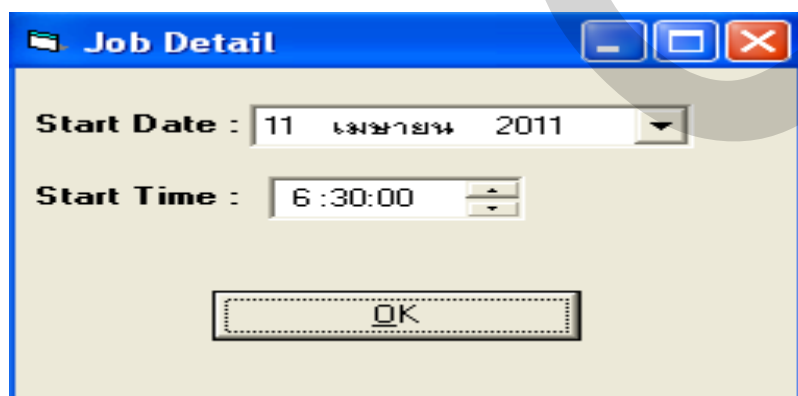 Job Detail
Start Date : 11 เมษายน 2011
Start Time : 6 :30:00
OK